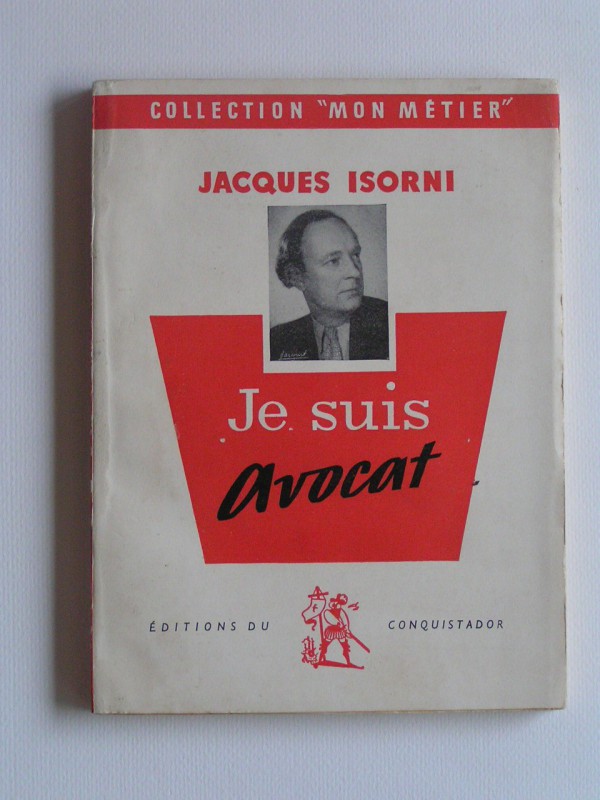 COLLECTION "MON MÉTIER"
JACQUES ISORNI
Je suis
avocat
ÉDITIONS DU CONQUISTADOR